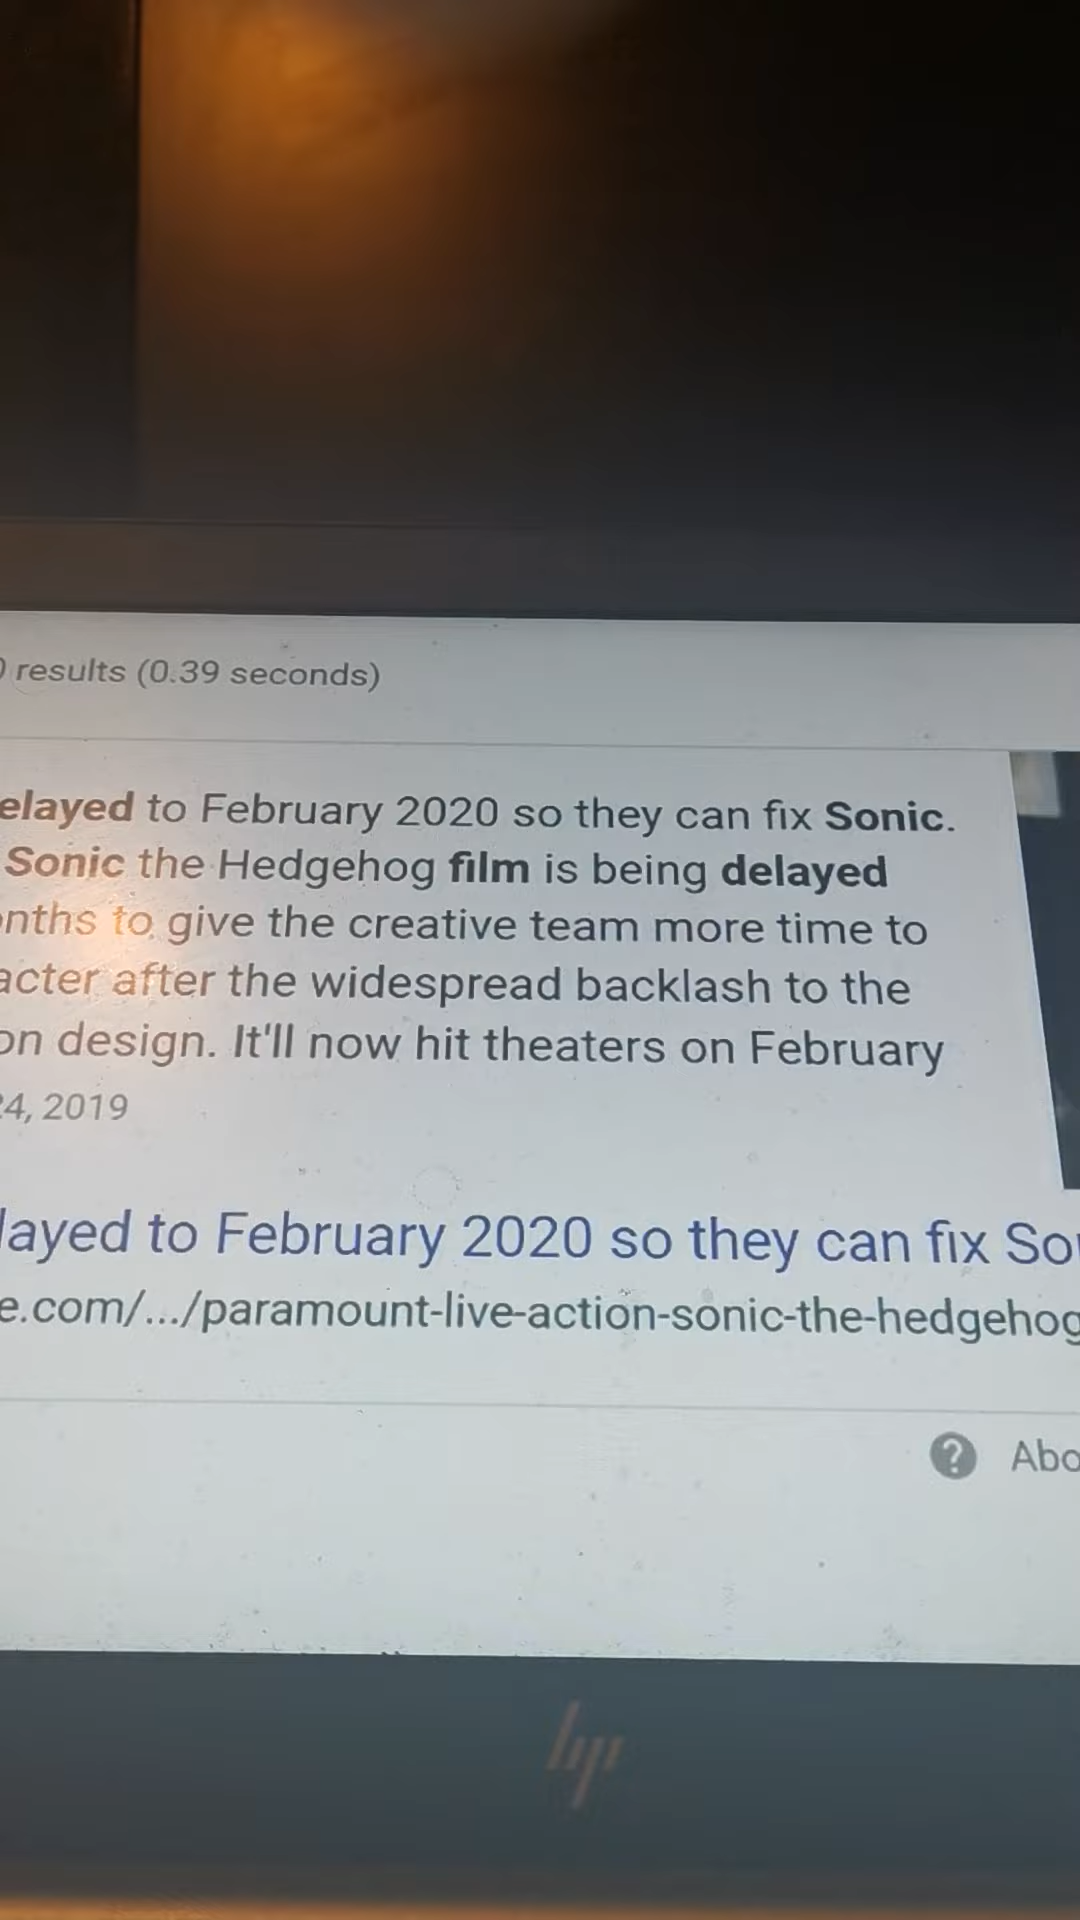 results (0.39 seconds)
elayed to February 2020 so they can fix Sonic.
Sonic the Hedgehog film is being delayed
onths to give the creative team more time to
acter after the widespread backlash to the
on design. It'll now hit theaters on February
24, 2019
layed to February 2020 so they can fix So
e.com/.../paramount-live-action-sonic-the-hedgehog
? Abo
hp